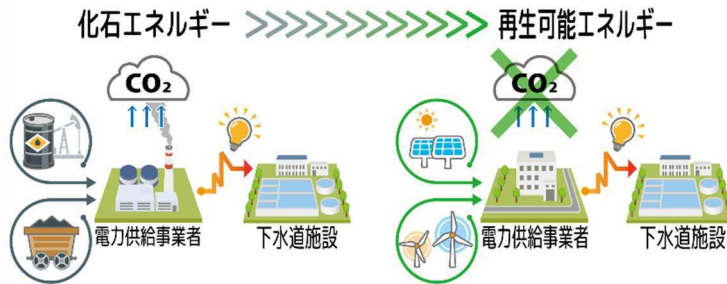 化石エネルギー
再生可能エネルギー
CO₂
CO₂
電力供給事業者
下水道施設
電力供給事業者
下水道施設